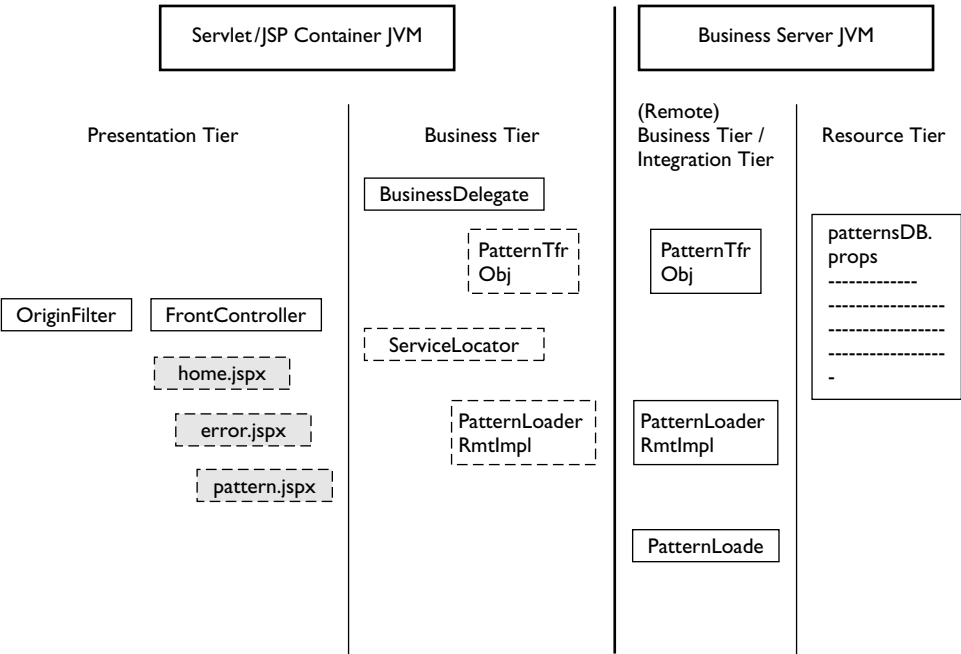 Servlet/JSP Container JVM
Business Server JVM
Presentation Tier
Business Tier
(Remote)
Business Tier /
Integration Tier
Resource Tier
BusinessDelegate
PatternTfr
Obj
PatternTfr
Obj
patternsDB.
props
-------------
-----------------
-----------------
-----------------
-
OriginFilter
FrontController
ServiceLocator
home.jspx
error.jspx
pattern.jspx
PatternLoader
RmtImpl
PatternLoader
RmtImpl
PatternLoade